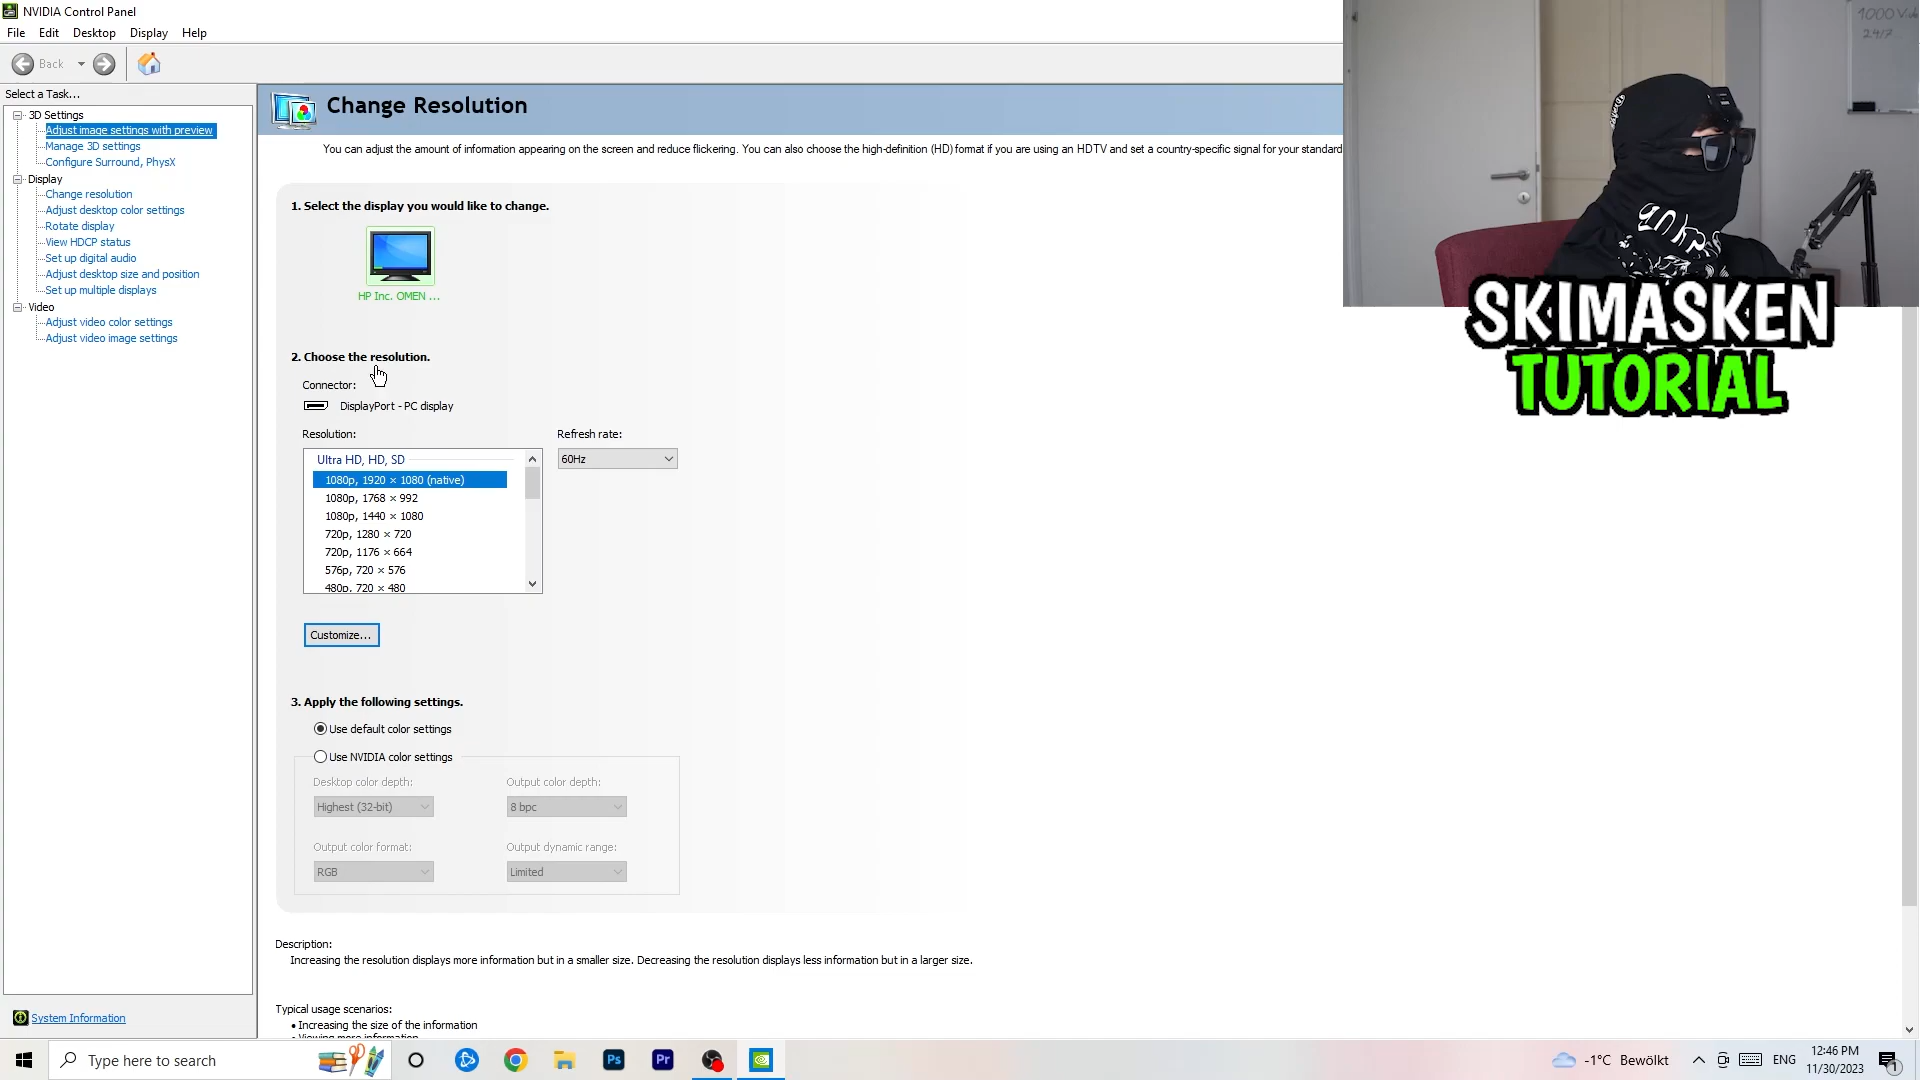 NVIDIA Control Panel
File Edit Desktop Display Help
Back
Select a Task...
3D Settings
Adjust image settings with preview
Manage 3D settings
Configure Surround, PhysX
Display
Change resolution
Adjust desktop color settings
Rotate display
View HDCP status
Set up digital audio
Adjust desktop size and position
Set up multiple displays
Video
Adjust video color settings
Adjust video image settings
System Information
Change Resolution
You can adjust the amount of information appearing on the screen and reduce flickering. You can also choose the high-definition (HD) format if you are using an HDTV and set a country-specific signal for your standard
1. Select the display you would like to change.
HP Inc. OMEN ...
2. Choose the resolution.
Connector:
DisplayPort - PC display
Resolution:
Refresh rate:
Ultra HD, HD, SD
60Hz
1080p, 1920 × 1080 (native)
1080p, 1768 × 992
1080p, 1440 × 1080
720p, 1280 × 720
720p, 1176 × 664
576p, 720 × 576
480p, 720 × 480
Customize...
3. Apply the following settings.
Use default color settings
Use NVIDIA color settings
Desktop color depth:
Output color depth:
Highest (32-bit)
8 bpc
Output color format:
Output dynamic range:
RGB
Limited
Description:
Increasing the resolution displays more information but in a smaller size. Decreasing the resolution displays less information but in a larger size.
Typical usage scenarios:
• Increasing the size of the information
• Viewing more information
24/7
SKIMASKEN
TUTORIAL
Type here to search
Ps
Pr
-1°C Bewölkt
ENG
12:46 PM
11/30/2023
1